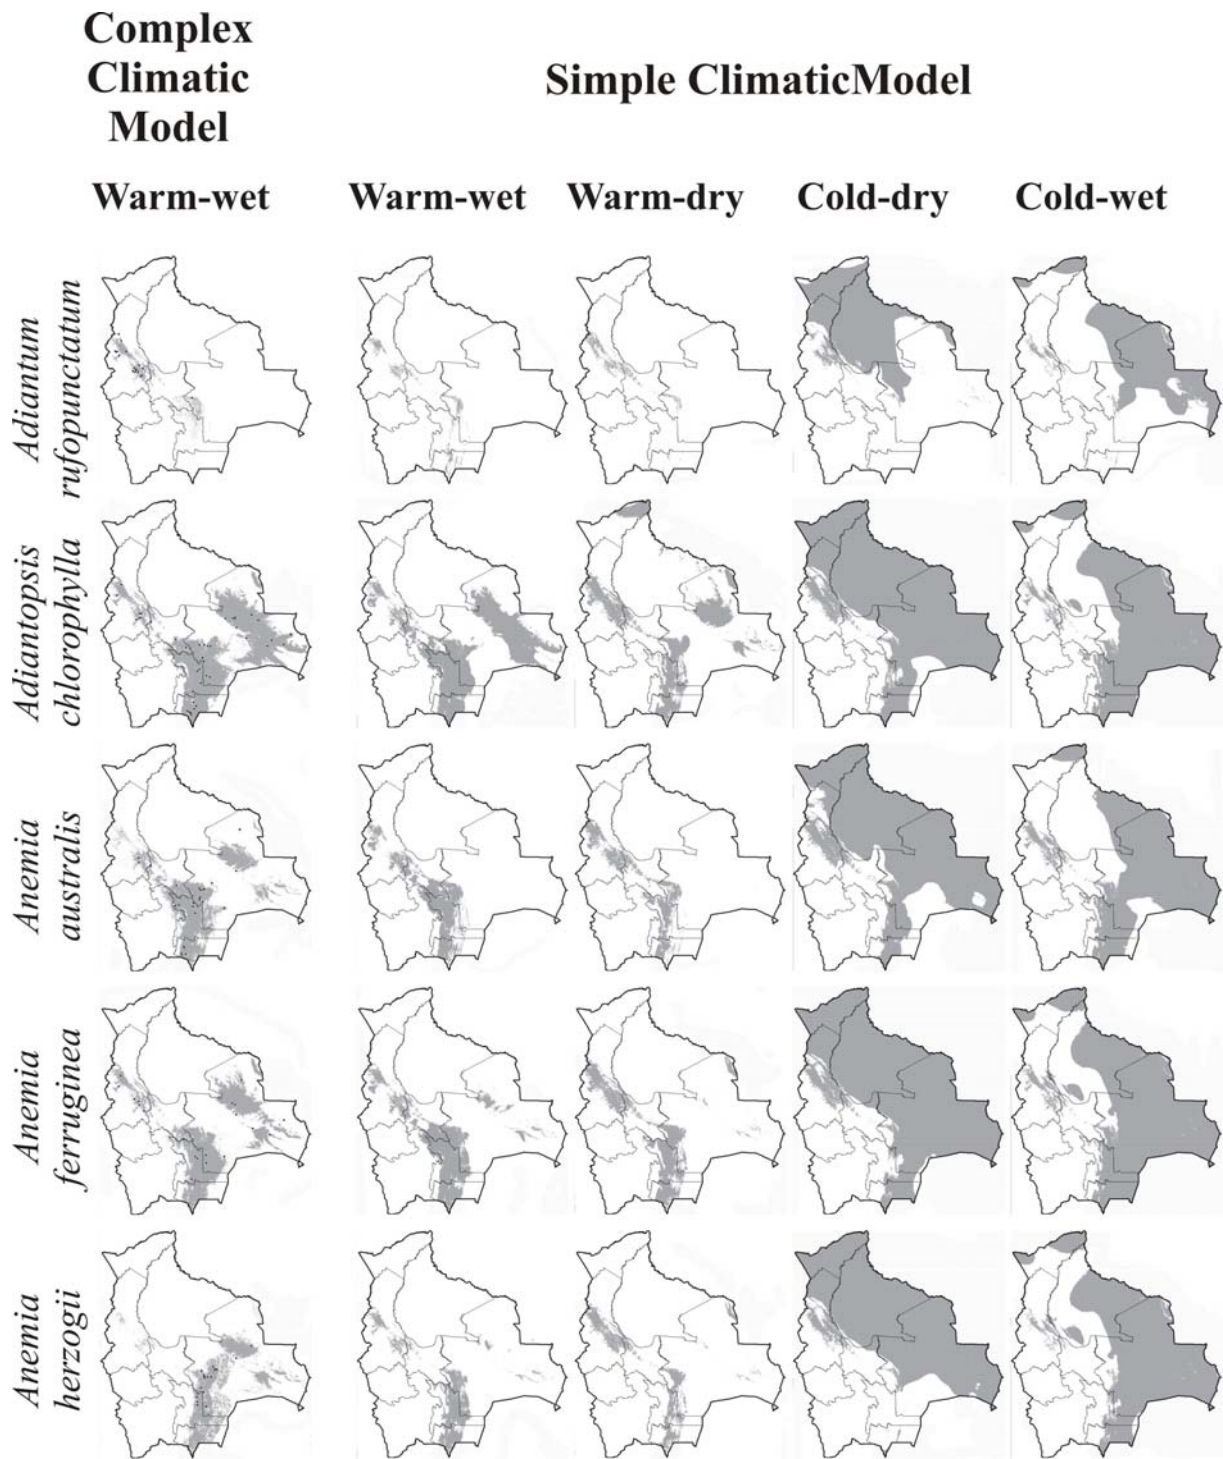 Complex
Climatic
Model
Simple ClimaticModel
Warm-wet
Warm-wet
Warm-dry
Cold-dry
Cold-wet
Adiantum
rufopunctatum
Adiantopsis
chlorophylla
Anemia
australis
Anemia
ferruginea
Anemia
herzogii